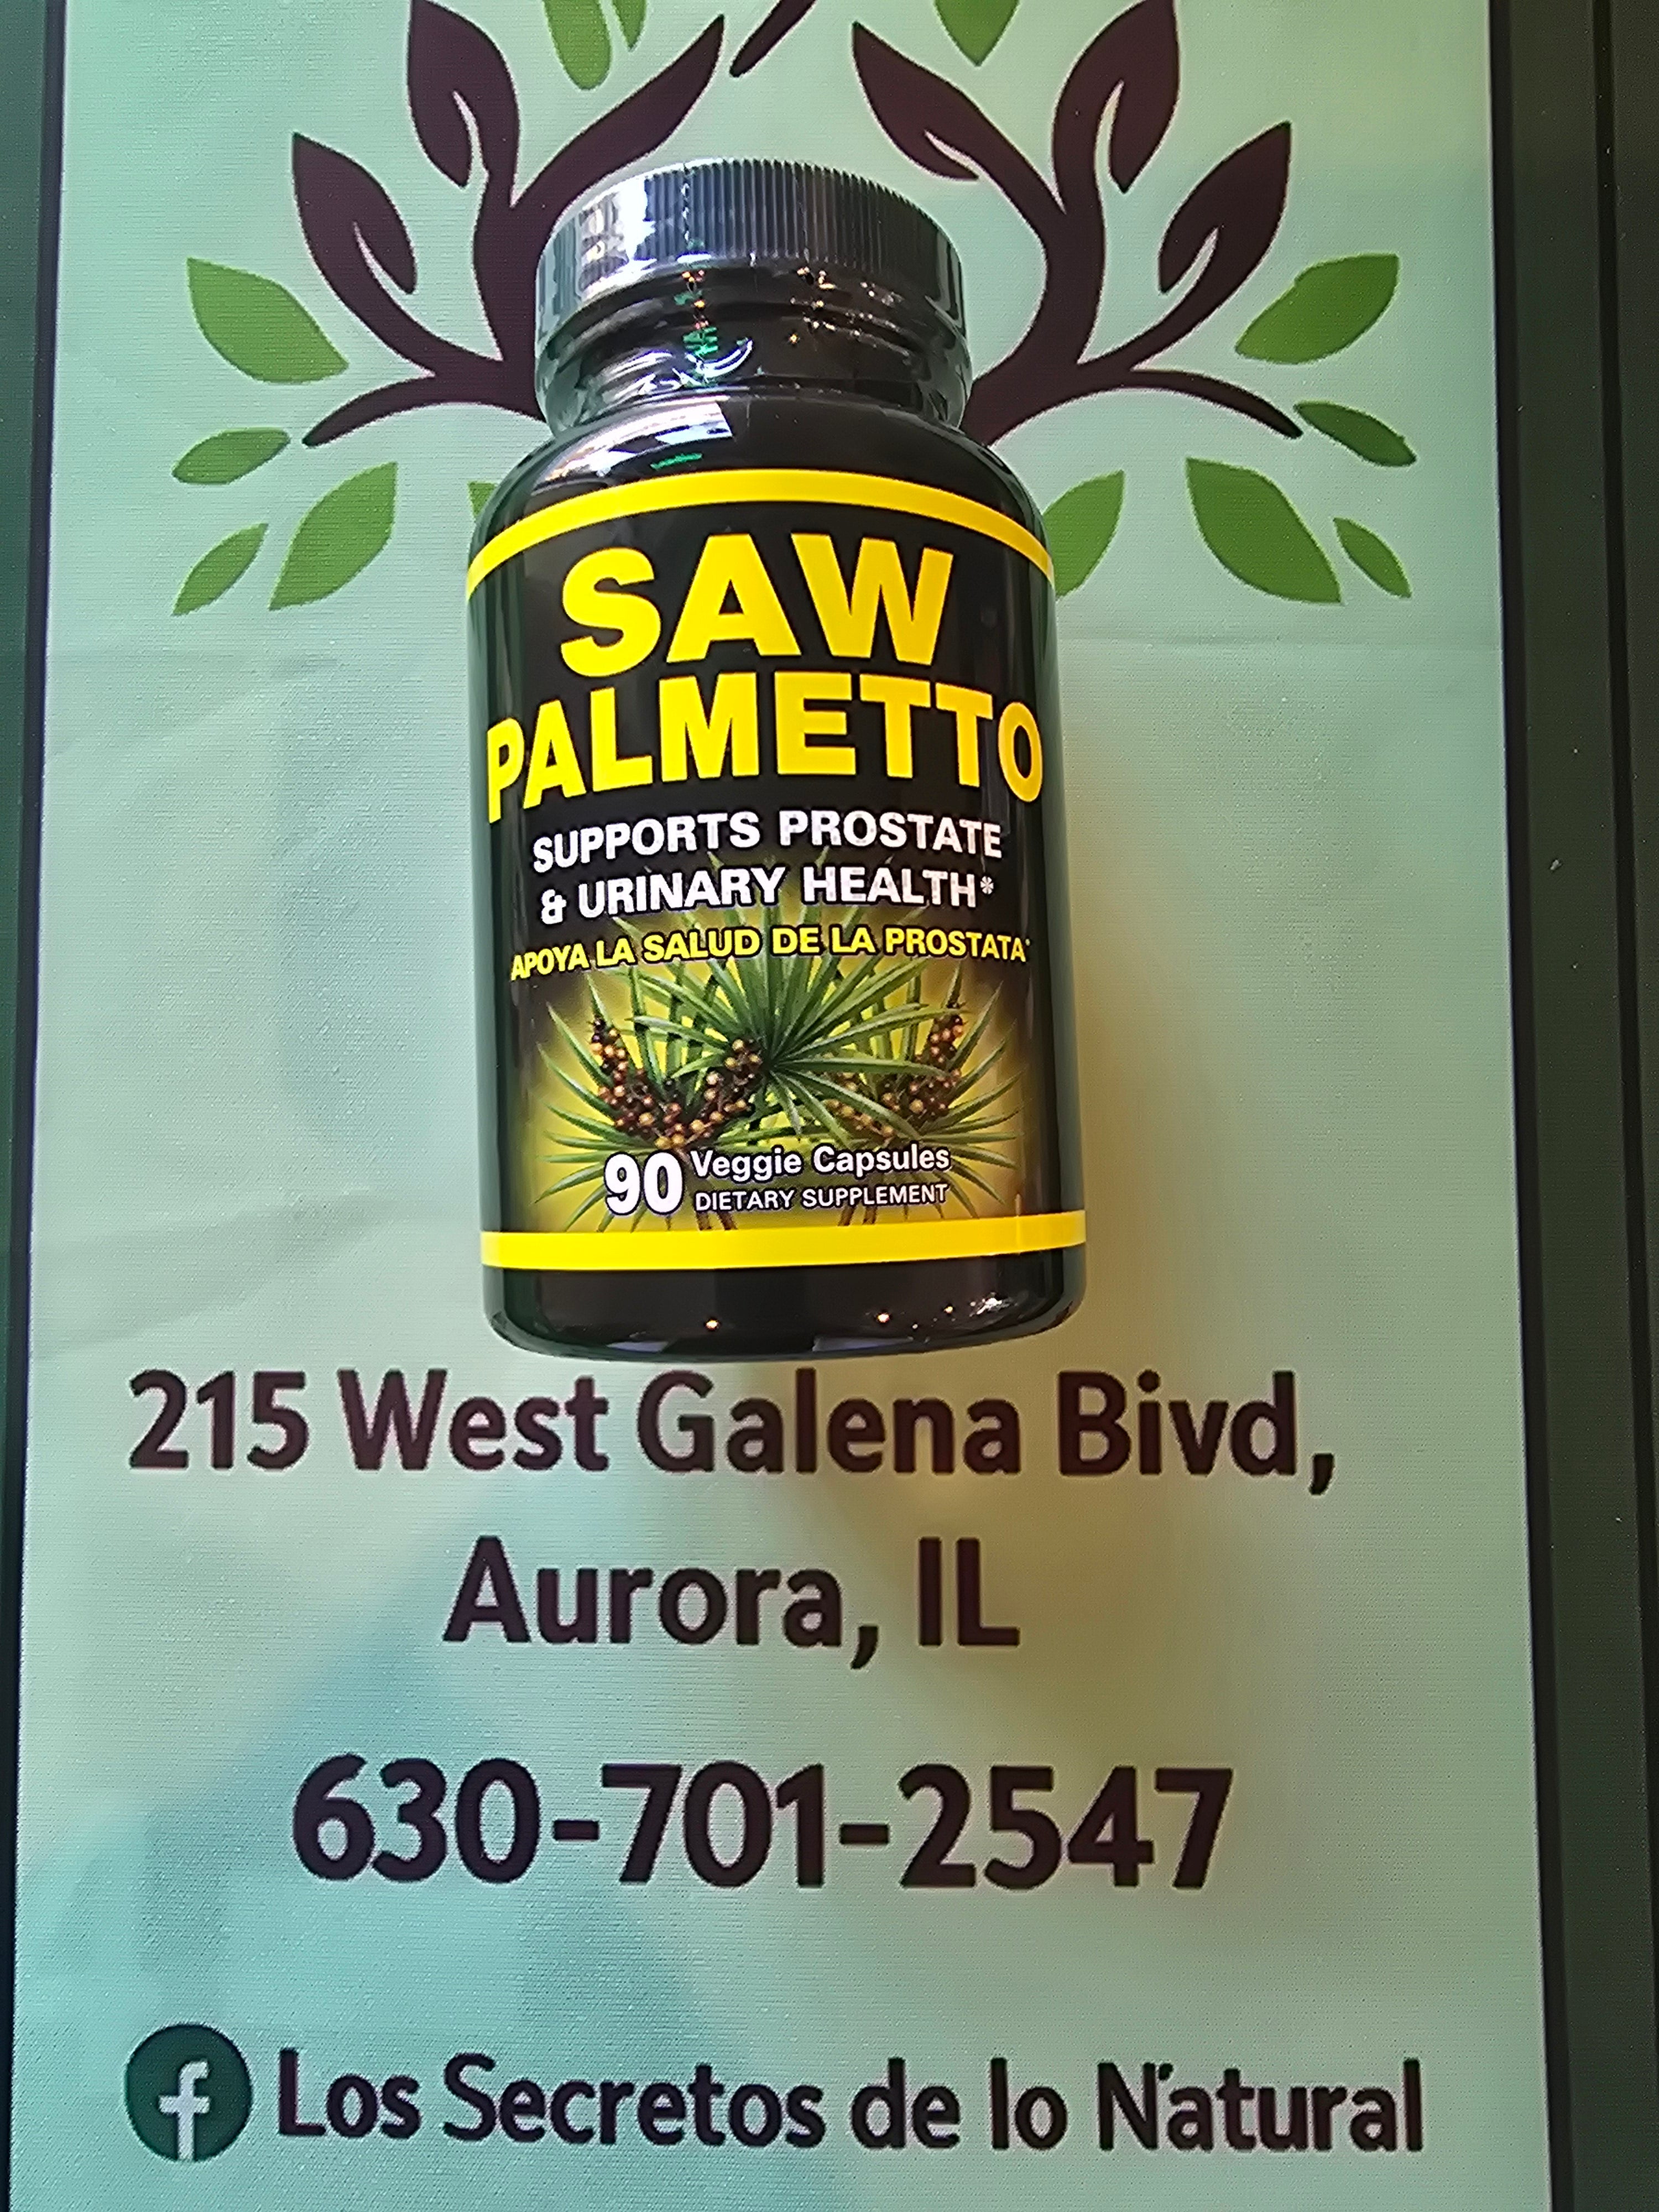 SAW
PALMETTO
SUPPORTS PROSTATE
& URINARY HEALTH*
APOYA LA SALUD DE LA PROSTATA*
90 Veggie Capsules
DIETARY SUPPLEMENT
215 West Galena Bivd,
Aurora, IL
630-701-2547
f Los Secretos de lo Natural